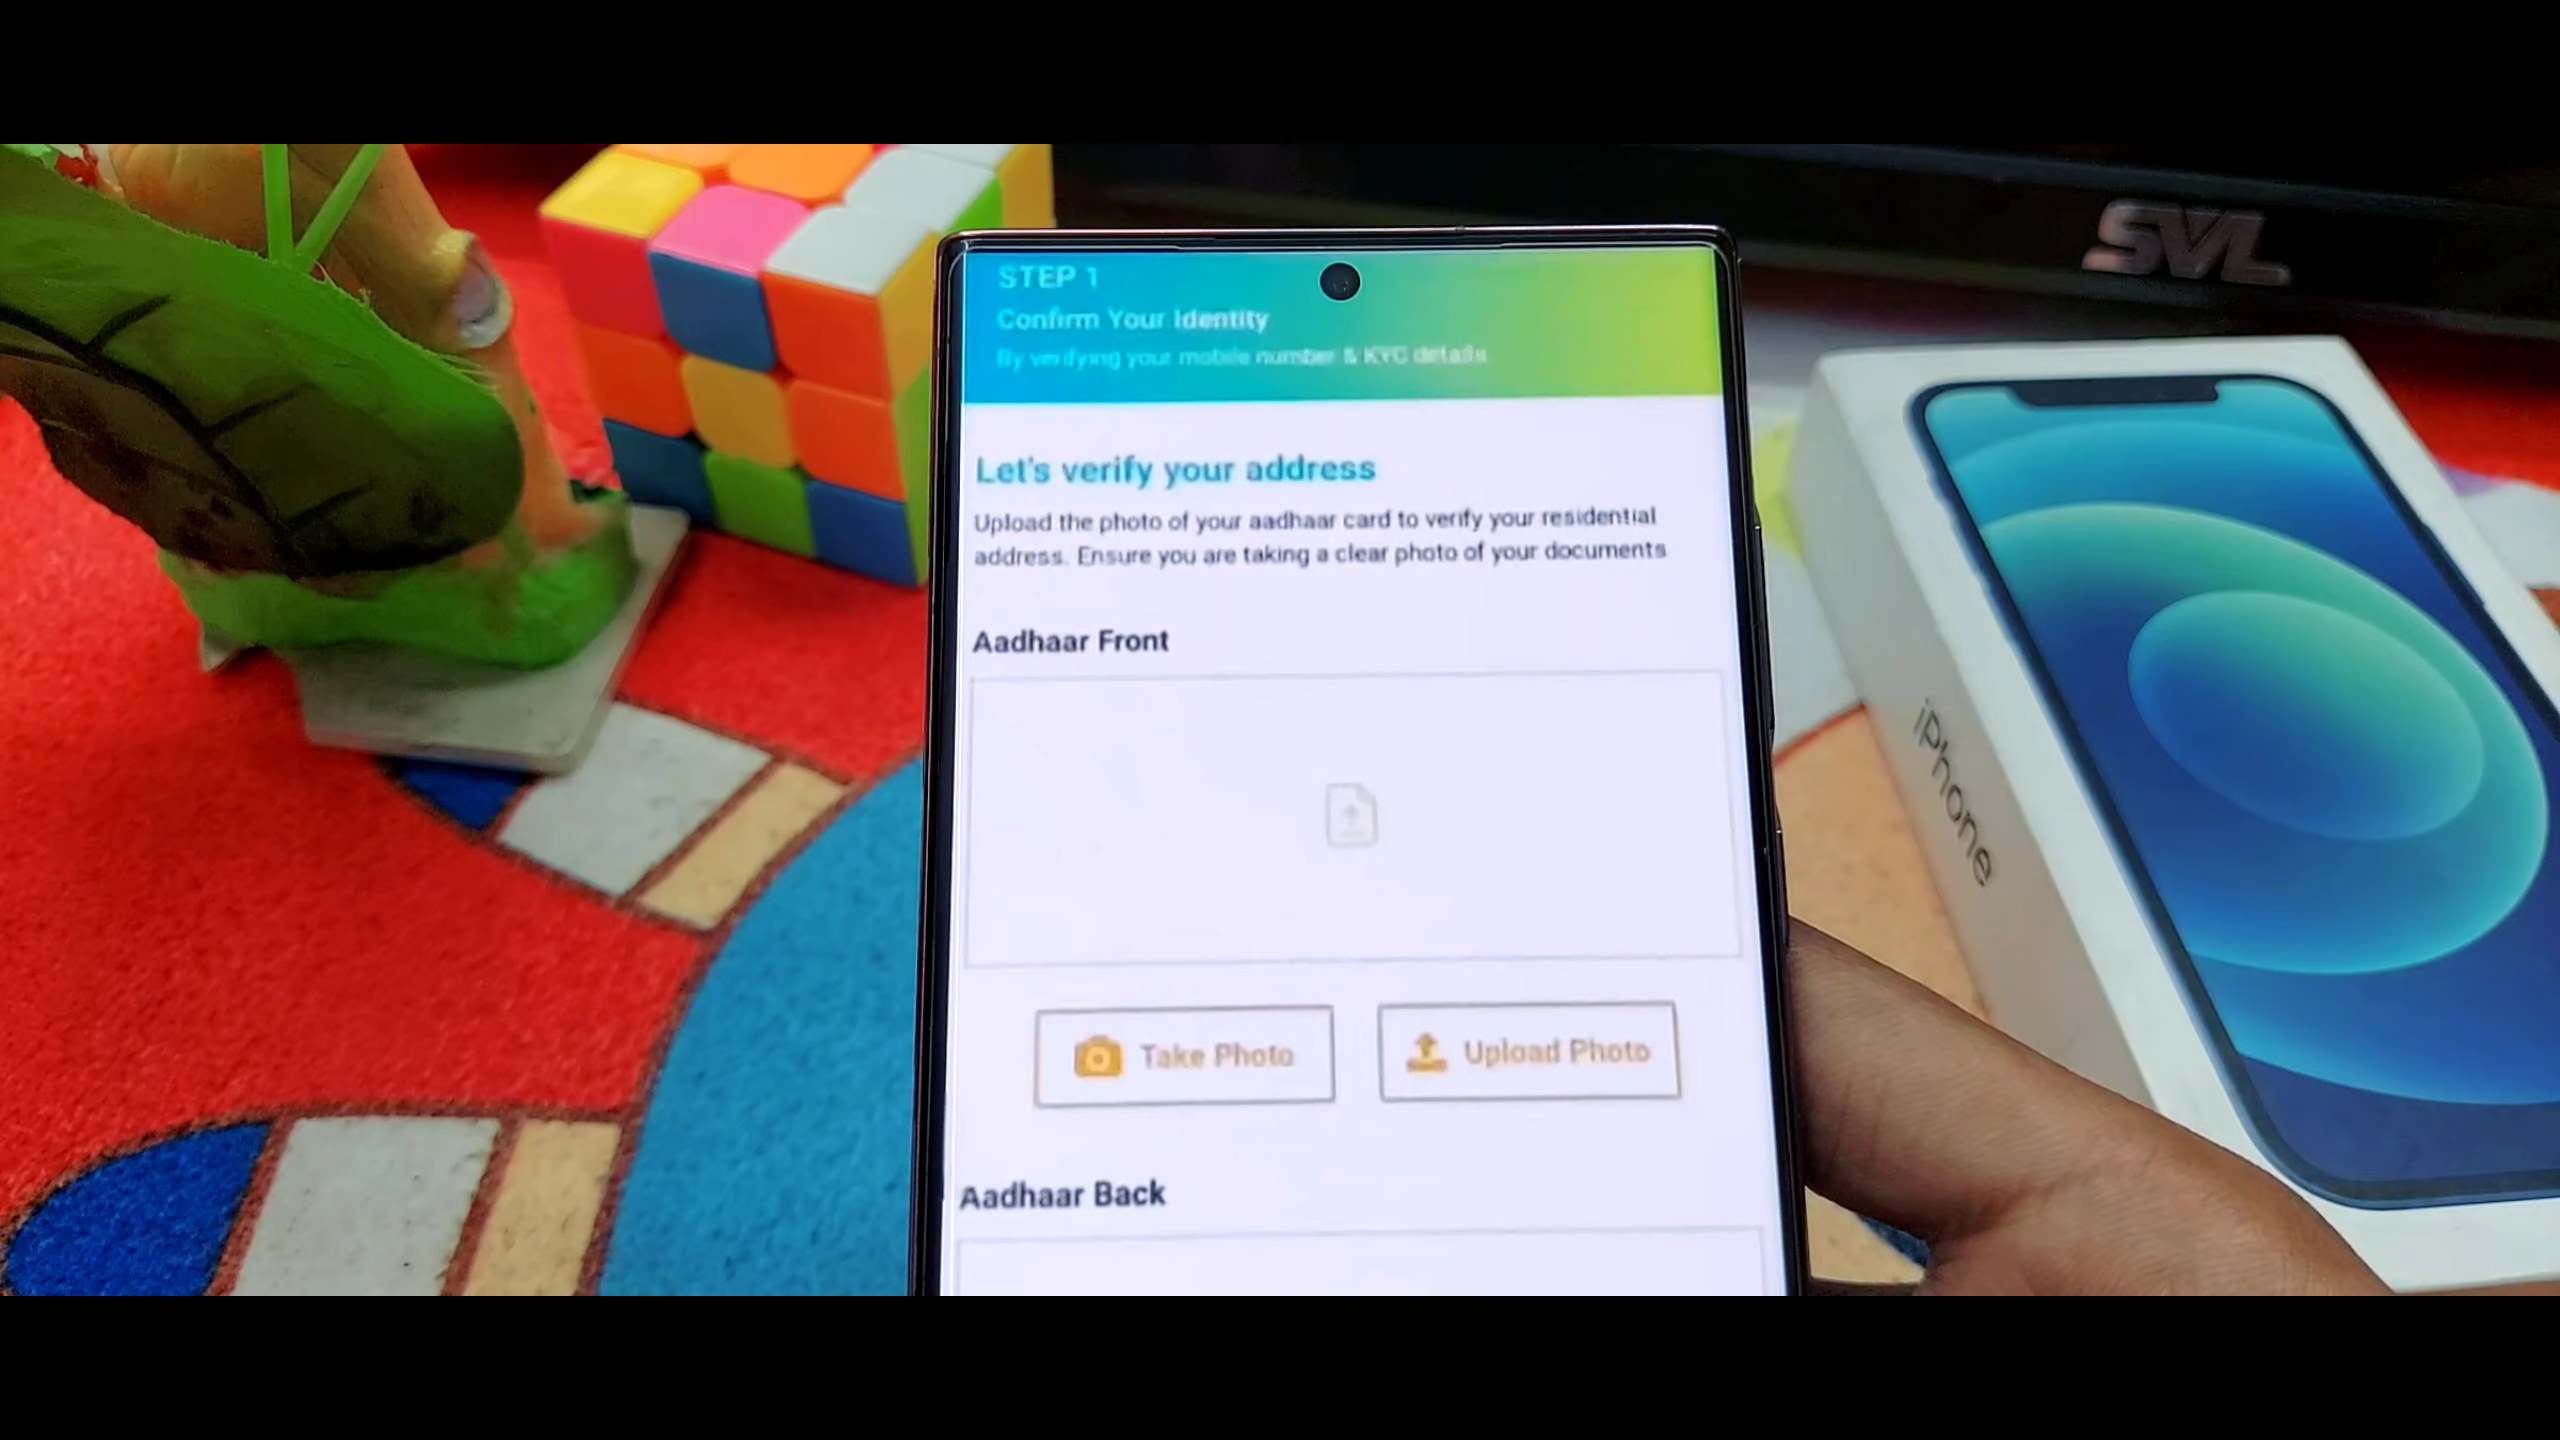 SVL
STEP 1
Confirm Your Identity
By verifying your mobile number & KYC details
Let's verify your address
Upload the photo of your aadhaar card to verify your residential
address. Ensure you are taking a clear photo of your documents
Aadhaar Front
Take Photo
Upload Photo
Aadhaar Back
iPhone